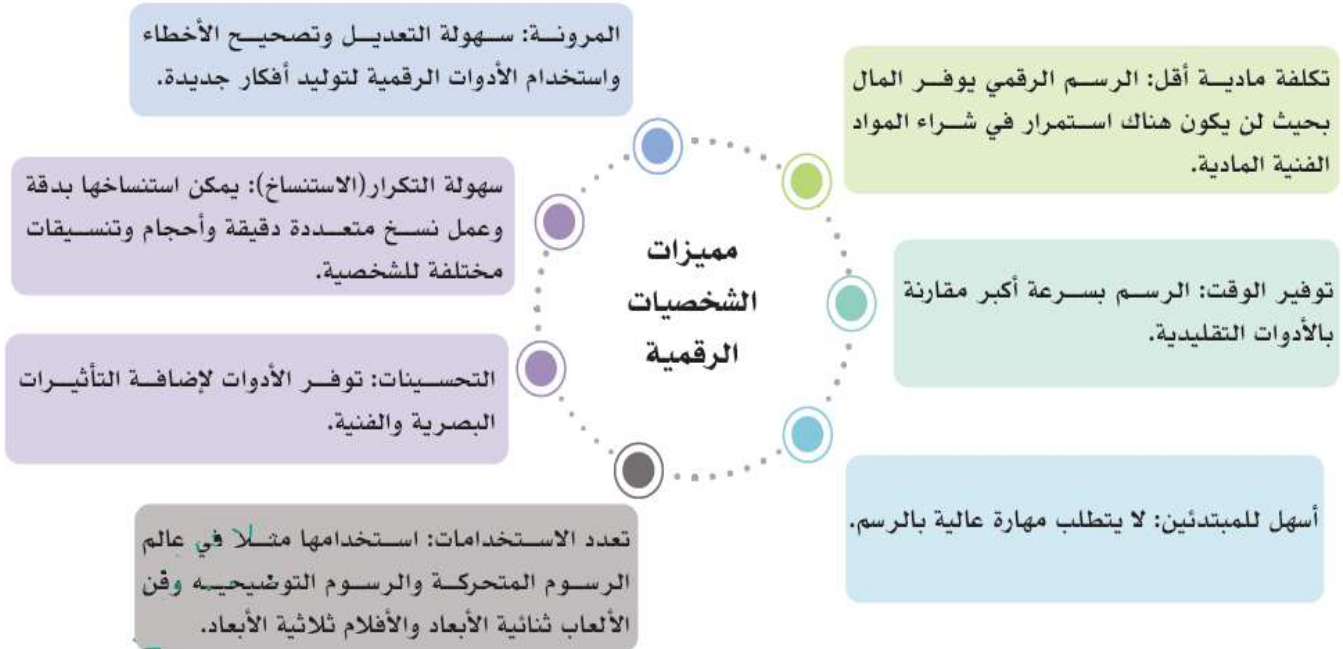 مميزات
الشخصيات
الرقمية
تكلفة مادية أقل: الرسم الرقمي يوفر المال
بحيث لن يكون هناك استمرار في شراء المواد
الفنية المادية.
توفير الوقت: الرسم بسرعة أكبر مقارنة
بالأدوات التقليدية.
أسهل للمبتدئين: لا يتطلب مهارة عالية بالرسم.
المرونة: سهولة التعديل وتصحيح الأخطاء
واستخدام الأدوات الرقمية لتوليد أفكار جديدة.
سهولة التكرار(الاستنساخ): يمكن استنساخها بدقة
وعمل نسخ متعددة دقيقة وأحجام وتنسيقات
مختلفة للشخصية.
التحسينات: توفر الأدوات لإضافة التأثيرات
البصرية والفنية.
تعدد الاستخدامات: استخدامها مثلا في عالم
الرسوم المتحركة والرسوم التوضيحيه وفن
الألعاب ثنائية الأبعاد والأفلام ثلاثية الأبعاد.